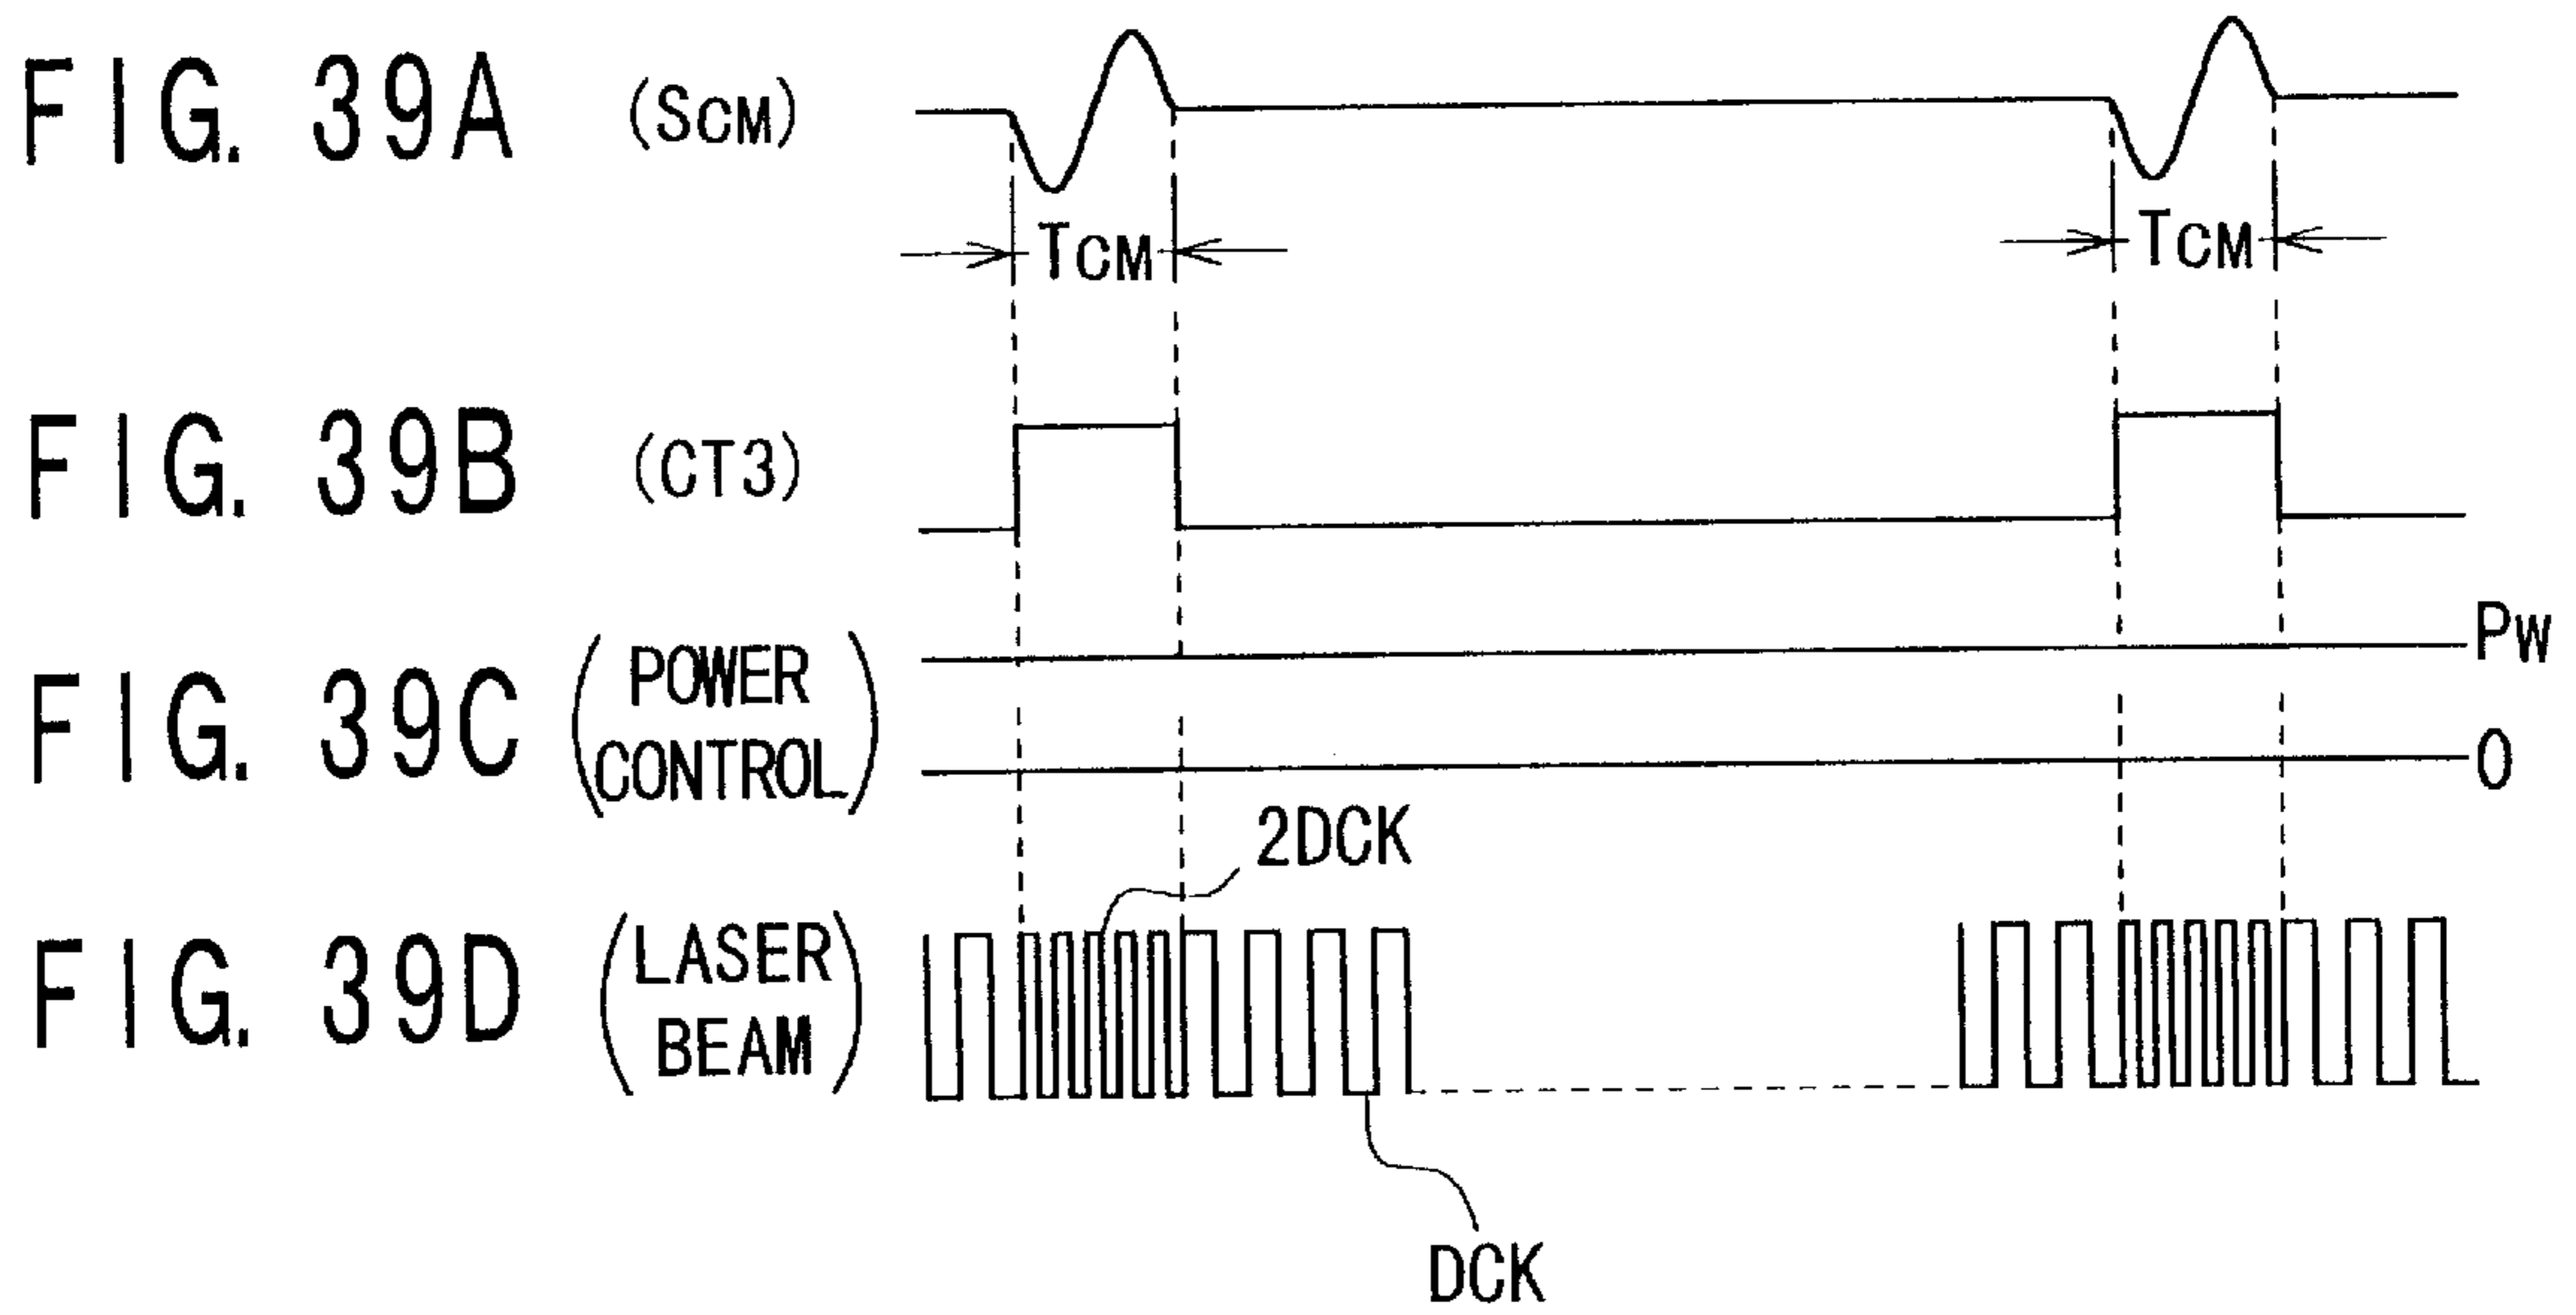 FIG. 39A (SCM)
TCM TCM
FIG. 39B (CT3)
PW
FIG. 39C (POWER CONTROL)
0
2DCK
FIG. 39D (LASER BEAM)
DCK